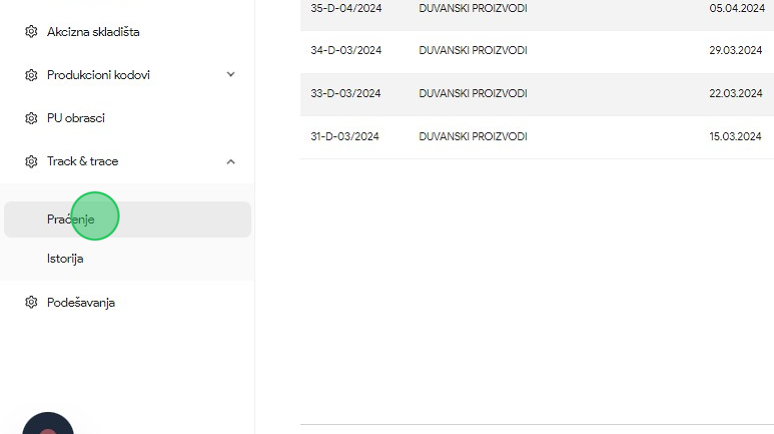 Akcizna skladišta
Produkcioni kodovi
PU obrasci
Track & trace
Praćenje
Istorija
Podešavanja
35-D-04/2024 DUVANSKI PROIZVODI 05.04.2024
34-D-03/2024 DUVANSKI PROIZVODI 29.03.2024
33-D-03/2024 DUVANSKI PROIZVODI 22.03.2024
31-D-03/2024 DUVANSKI PROIZVODI 15.03.2024